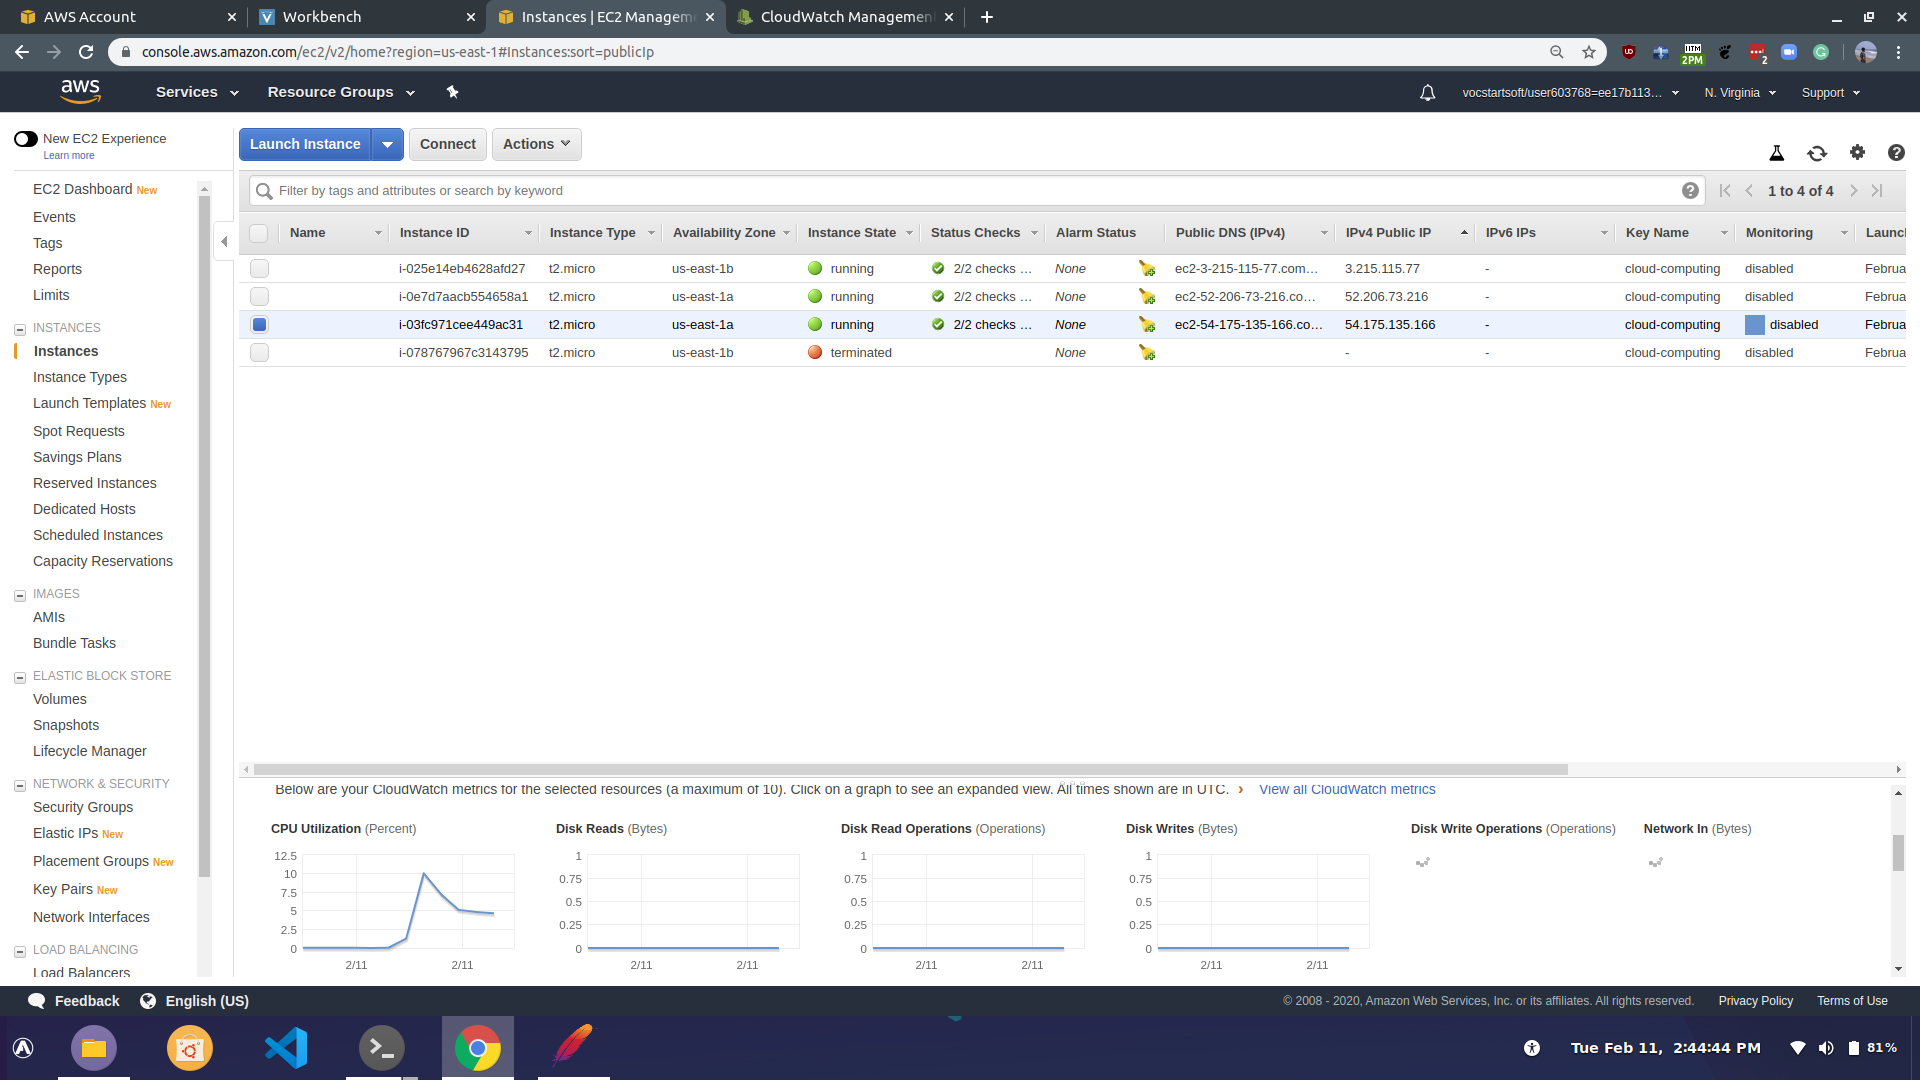 AWS Account
Workbench
Instances | EC2 Managem
CloudWatch Managemen
console.aws.amazon.com/ec2/v2/home?region=us-east-1#Instances:sort=publicIp
IITM
2PM
2
aws
Services
Resource Groups
vocstartsoft/user603768=ee17b113...
N. Virginia
Support
New EC2 Experience
Learn more
Launch Instance
Connect
Actions
EC2 Dashboard New
Events
Tags
Reports
Limits
INSTANCES
Instances
Instance Types
Launch Templates New
Spot Requests
Savings Plans
Reserved Instances
Dedicated Hosts
Scheduled Instances
Capacity Reservations
IMAGES
AMIs
Bundle Tasks
ELASTIC BLOCK STORE
Volumes
Snapshots
Lifecycle Manager
NETWORK & SECURITY
Security Groups
Elastic IPs New
Placement Groups New
Key Pairs New
Network Interfaces
LOAD BALANCING
Load Balancers
Filter by tags and attributes or search by keyword
1 to 4 of 4
Name Instance ID Instance Type Availability Zone Instance State Status Checks Alarm Status Public DNS (IPv4) IPv4 Public IP IPv6 IPs Key Name Monitoring Launch
i-025e14eb4628afd27 t2.micro us-east-1b running 2/2 checks ... None ec2-3-215-115-77.com... 3.215.115.77 - cloud-computing disabled Februa
i-0e7d7aacb554658a1 t2.micro us-east-1a running 2/2 checks ... None ec2-52-206-73-216.co... 52.206.73.216 - cloud-computing disabled Februa
i-03fc971cee449ac31 t2.micro us-east-1a running 2/2 checks ... None ec2-54-175-135-166.co... 54.175.135.166 - cloud-computing disabled Februa
i-078767967c3143795 t2.micro us-east-1b terminated None - - cloud-computing disabled Februa
Below are your CloudWatch metrics for the selected resources (a maximum of 10). Click on a graph to see an expanded view. All times shown are in UTC. › View all CloudWatch metrics
CPU Utilization (Percent)
12.5
10
7.5
5
2.5
0
2/11 2/11
Disk Reads (Bytes)
1
0.75
0.5
0.25
0
2/11 2/11
Disk Read Operations (Operations)
1
0.75
0.5
0.25
0
2/11 2/11
Disk Writes (Bytes)
1
0.75
0.5
0.25
0
2/11 2/11
Disk Write Operations (Operations)
Network In (Bytes)
Feedback
English (US)
© 2008 - 2020, Amazon Web Services, Inc. or its affiliates. All rights reserved.
Privacy Policy
Terms of Use
Tue Feb 11, 2:44:44 PM
81%